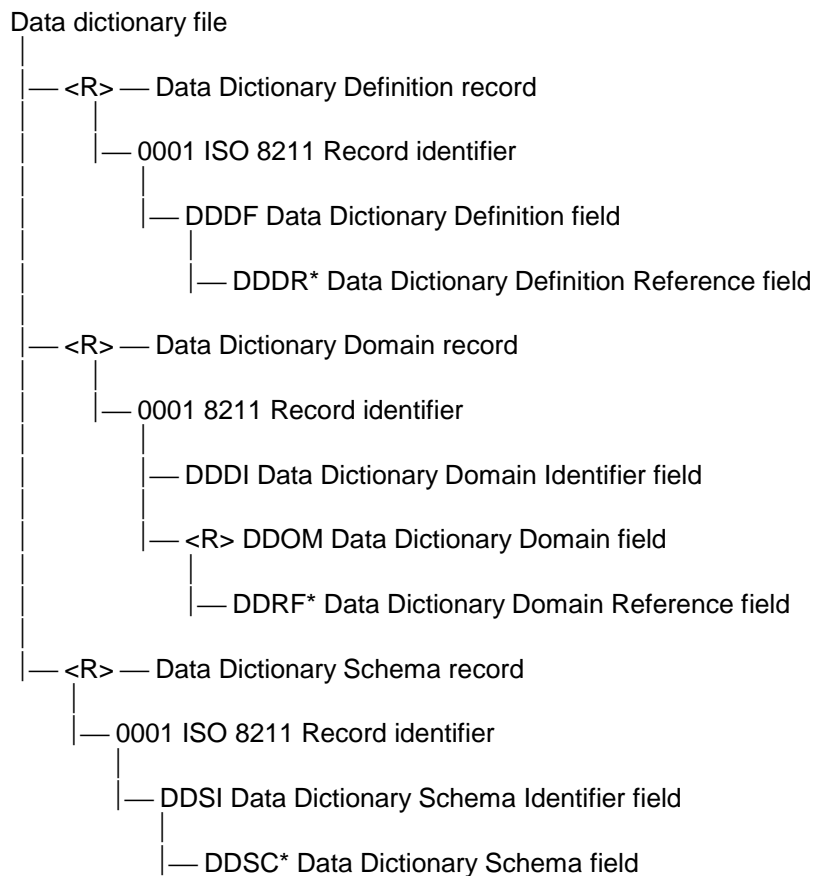 Data dictionary file
<R> — Data Dictionary Definition record
0001 ISO 8211 Record identifier
DDDF Data Dictionary Definition field
DDDR* Data Dictionary Definition Reference field
<R> — Data Dictionary Domain record
0001 8211 Record identifier
DDDI Data Dictionary Domain Identifier field
<R> DDOM Data Dictionary Domain field
DDRF* Data Dictionary Domain Reference field
<R> — Data Dictionary Schema record
0001 ISO 8211 Record identifier
DDSI Data Dictionary Schema Identifier field
DDSC* Data Dictionary Schema field